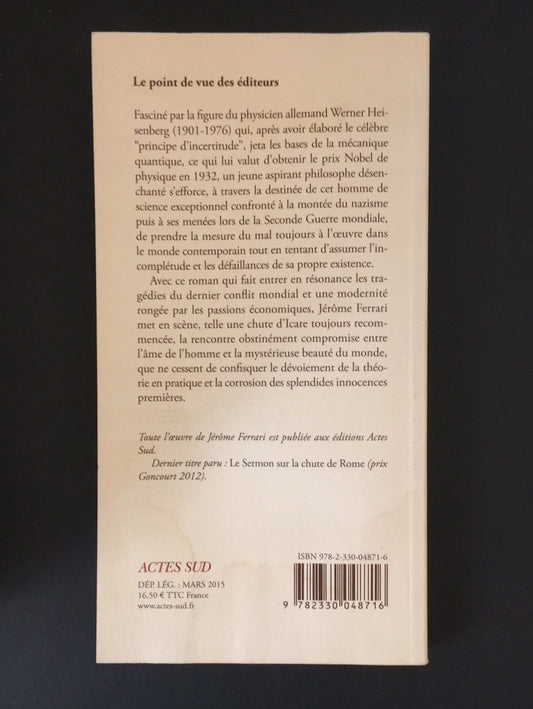 Le point de vue des éditeurs
Fasciné par la figure du physicien allemand Werner Hei-
senberg (1901-1976) qui, après avoir élaboré le célèbre
“principe d’incertitude”, jeta les bases de la mécanique
quantique, ce qui lui valut d’obtenir le prix Nobel de
physique en 1932, un jeune aspirant philosophe désen-
chanté s’efforce, à travers la destinée de cet homme de
science exceptionnel confronté à la montée du nazisme
puis à ses menées lors de la Seconde Guerre mondiale,
de prendre la mesure du mal toujours à l’œuvre dans
le monde contemporain tout en tentant d’assumer l’in-
complétude et les défaillances de sa propre existence.
Avec ce roman qui fait entrer en résonance les tra-
gédies du dernier conflit mondial et une modernité
rongée par les passions économiques, Jérôme Ferrari
met en scène, telle une chute d’Icare toujours recom-
mencée, la rencontre obstinément compromise entre
l’âme de l’homme et la mystérieuse beauté du monde,
que ne cessent de confisquer le dévoiement de la théo-
rie en pratique et la corrosion des splendides innocences
premières.
Toute l’œuvre de Jérôme Ferrari est publiée aux éditions Actes
Sud.
Dernier titre paru : Le Sermon sur la chute de Rome (prix
Goncourt 2012).
ACTES SUD
DÉP. LÉG. : MARS 2015
16,50 € TTC France
www.actes-sud.fr
ISBN 978-2-330-04871-6
9 782330 048716